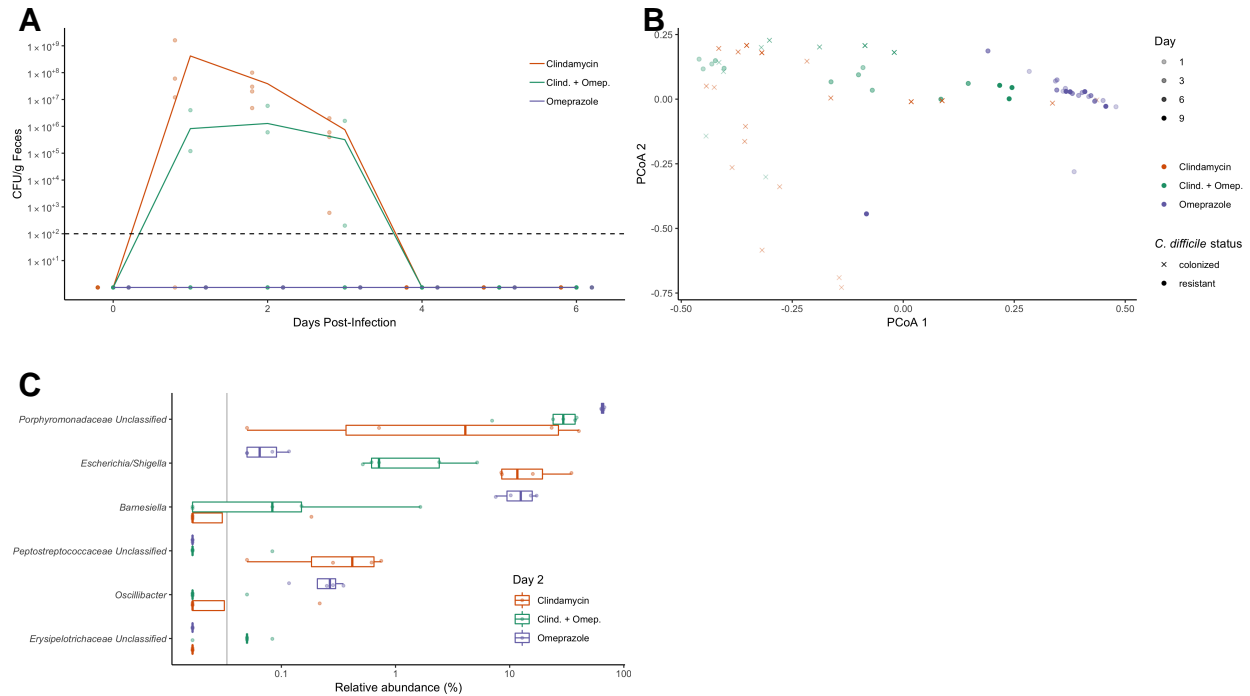 A
CFU/g Feces
1 × 10⁺⁹
1 × 10⁺⁸
1 × 10⁺⁷
1 × 10⁺⁶
1 × 10⁺⁵
1 × 10⁺⁴
1 × 10⁺³
1 × 10⁺²
1 × 10⁺¹
0
2
4
6
Days Post-Infection
Clindamycin
Clind. + Omep.
Omeprazole
B
PCoA 2
0.25
0.00
-0.25
-0.50
-0.75
-0.50
-0.25
0.00
0.25
0.50
PCoA 1
Day
1
3
6
9
Clindamycin
Clind. + Omep.
Omeprazole
C. difficile status
colonized
resistant
C
Porphyromonadaceae Unclassified
Escherichia/Shigella
Barnesiella
Peptostreptococcaceae Unclassified
Oscillibacter
Erysipelotrichaceae Unclassified
Day 2
Clindamycin
Clind. + Omep.
Omeprazole
0.1
1
10
100
Relative abundance (%)